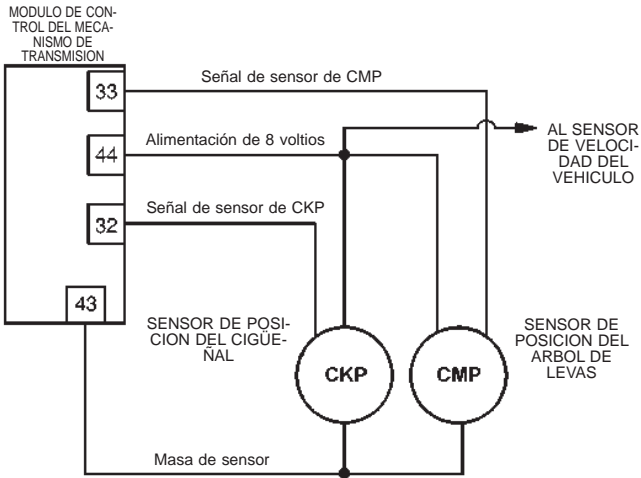 MODULO DE CON-
TROL DEL MECA-
NISMO DE
TRANSMISION
33
Señal de sensor de CMP
44
Alimentación de 8 voltios
AL SENSOR
DE VELOCI-
DAD DEL
VEHICULO
32
Señal de sensor de CKP
43
SENSOR DE POSI-
CION DEL CIGÜE-
ÑAL
CKP
CMP
SENSOR DE
POSICION DEL
ARBOL DE
LEVAS
Masa de sensor